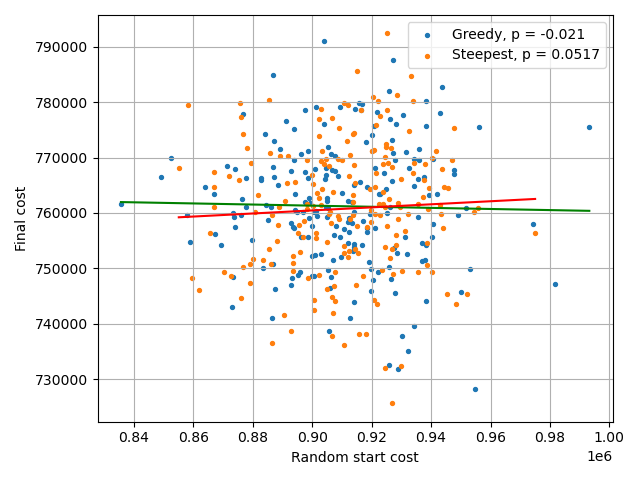 Greedy, p = -0.021
Steepest, p = 0.0517
Final cost
790000
780000
770000
760000
750000
740000
730000
0.84 0.86 0.88 0.90 0.92 0.94 0.96 0.98 1.00
1e6
Random start cost